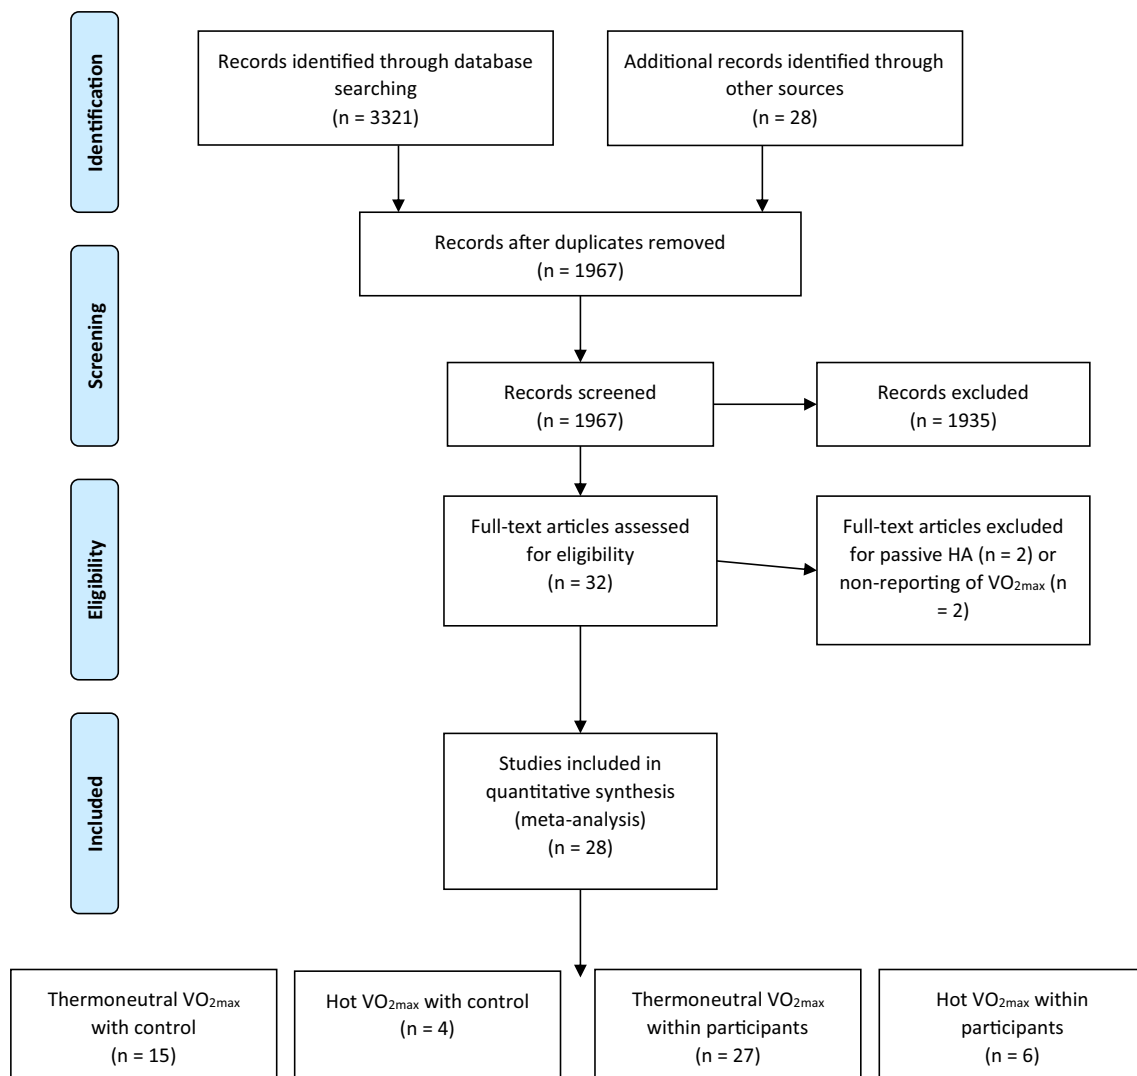 Identification
Records identified through database
searching
(n = 3321)
Additional records identified through
other sources
(n = 28)
Records after duplicates removed
(n = 1967)
Screening
Records screened
(n = 1967)
Records excluded
(n = 1935)
Eligibility
Full-text articles assessed
for eligibility
(n = 32)
Full-text articles excluded
for passive HA (n = 2) or
non-reporting of VO2max (n
= 2)
Included
Studies included in
quantitative synthesis
(meta-analysis)
(n = 28)
Thermoneutral VO2max
with control
(n = 15)
Hot VO2max with control
(n = 4)
Thermoneutral VO2max
within participants
(n = 27)
Hot VO2max within
participants
(n = 6)